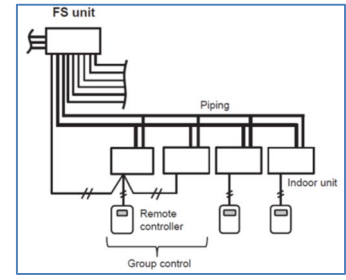 FS unit
Piping
Indoor unit
Remote
controller
Group control